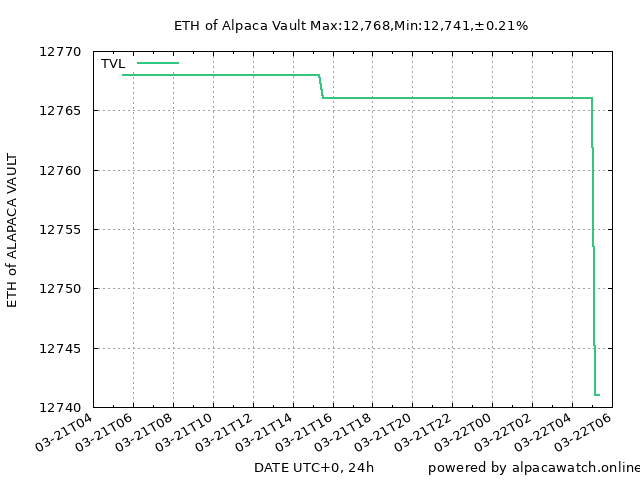 ETH of Alpaca Vault Max:12,768,Min:12,741,±0.21%
12770
TVL
12765
12760
12755
12750
12745
12740
ETH of ALAPACA VAULT
03-21T04
03-21T06
03-21T08
03-21T10
03-21T12
03-21T14
03-21T16
03-21T18
03-21T20
03-21T22
03-22T00
03-22T02
03-22T04
03-22T06
DATE UTC+0, 24h
powered by alpacawatch.online